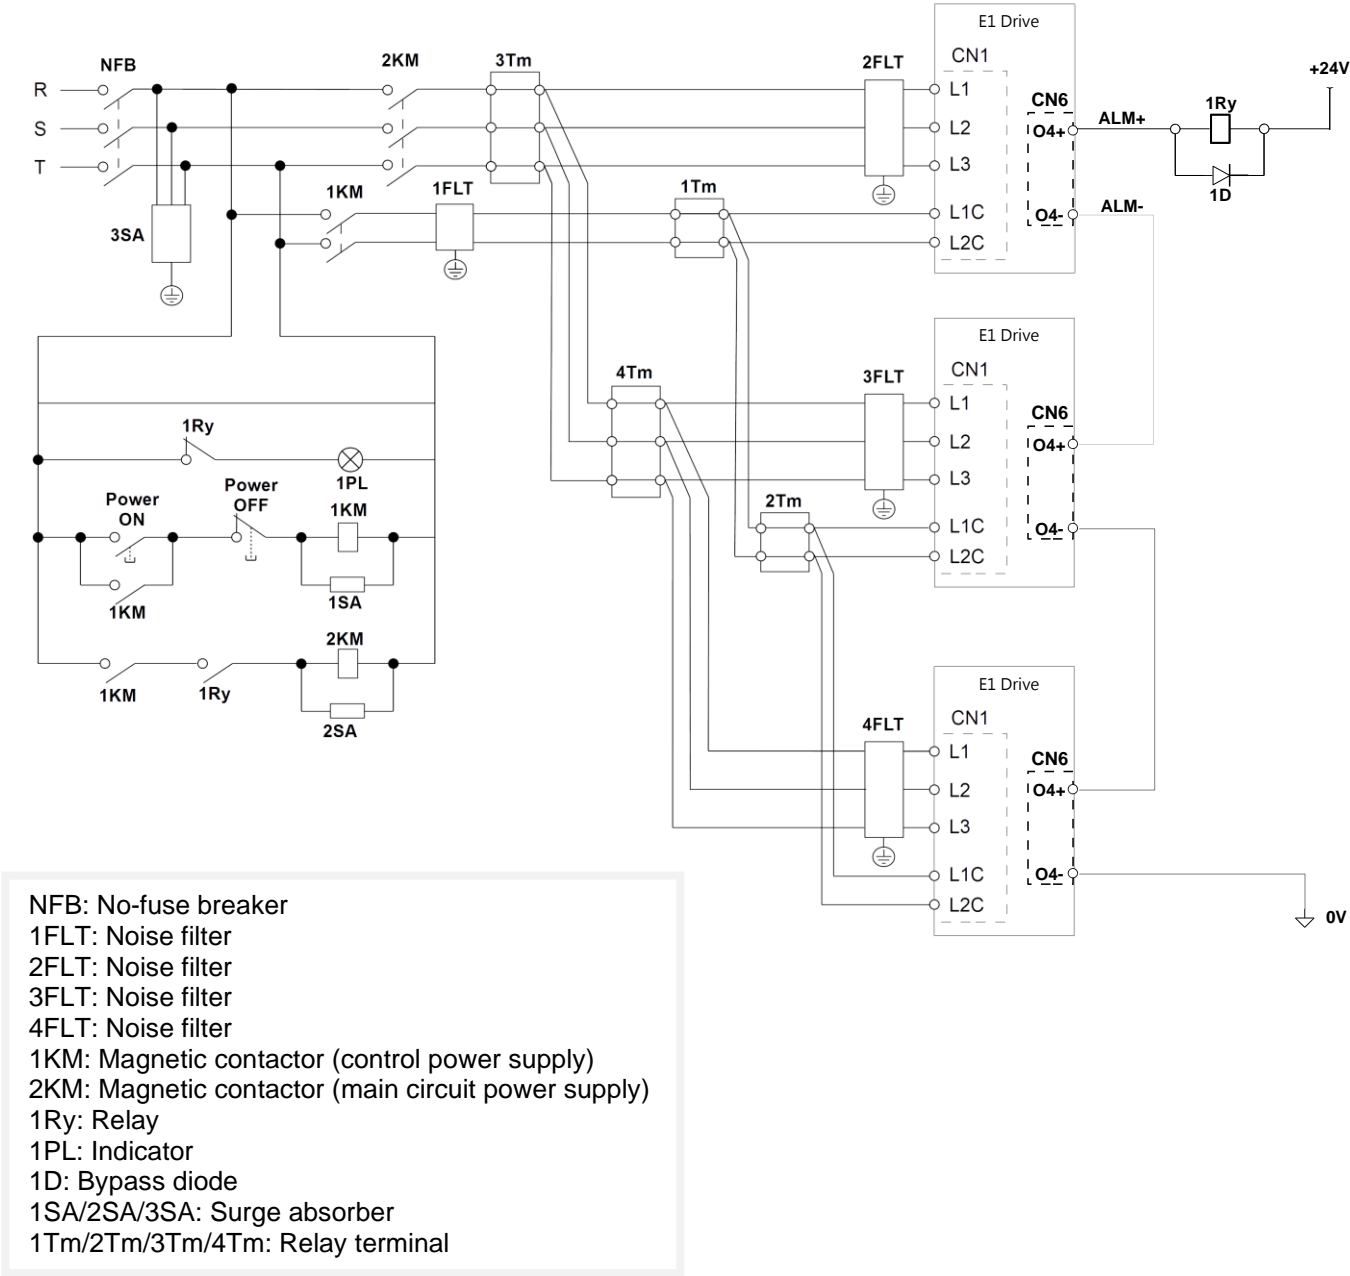 E1 Drive
NFB
2KM
3Tm
2FLT
CN1
+24V
R
L1
CN6
ALM+
1Ry
S
L2
O4+
T
L3
1KM
1FLT
1Tm
1D
L1C
O4-
ALM-
3SA
L2C
E1 Drive
4Tm
3FLT
CN1
L1
CN6
1Ry
L2
O4+
1PL
L3
Power
ON
Power
OFF
1KM
2Tm
L1C
O4-
L2C
1KM
1SA
2KM
1KM
1Ry
2SA
E1 Drive
4FLT
CN1
L1
CN6
L2
O4+
L3
L1C
O4-
L2C
0V
NFB: No-fuse breaker
1FLT: Noise filter
2FLT: Noise filter
3FLT: Noise filter
4FLT: Noise filter
1KM: Magnetic contactor (control power supply)
2KM: Magnetic contactor (main circuit power supply)
1Ry: Relay
1PL: Indicator
1D: Bypass diode
1SA/2SA/3SA: Surge absorber
1Tm/2Tm/3Tm/4Tm: Relay terminal